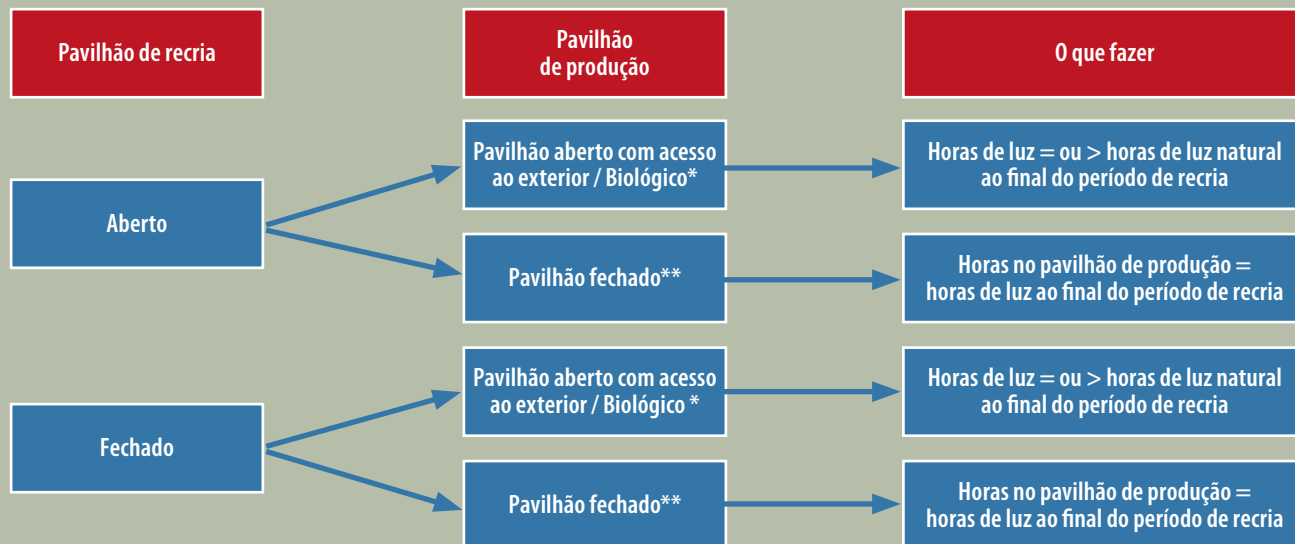 Pavilhão de recria
Pavilhão
de produção
O que fazer
Aberto
Pavilhão aberto com acesso
ao exterior / Biológico*
Horas de luz = ou > horas de luz natural
ao final do período de recria
Pavilhão fechado**
Horas no pavilhão de produção =
horas de luz ao final do período de recria
Fechado
Pavilhão aberto com acesso
ao exterior / Biológico *
Horas de luz = ou > horas de luz natural
ao final do período de recria
Pavilhão fechado**
Horas no pavilhão de produção =
horas de luz ao final do período de recria